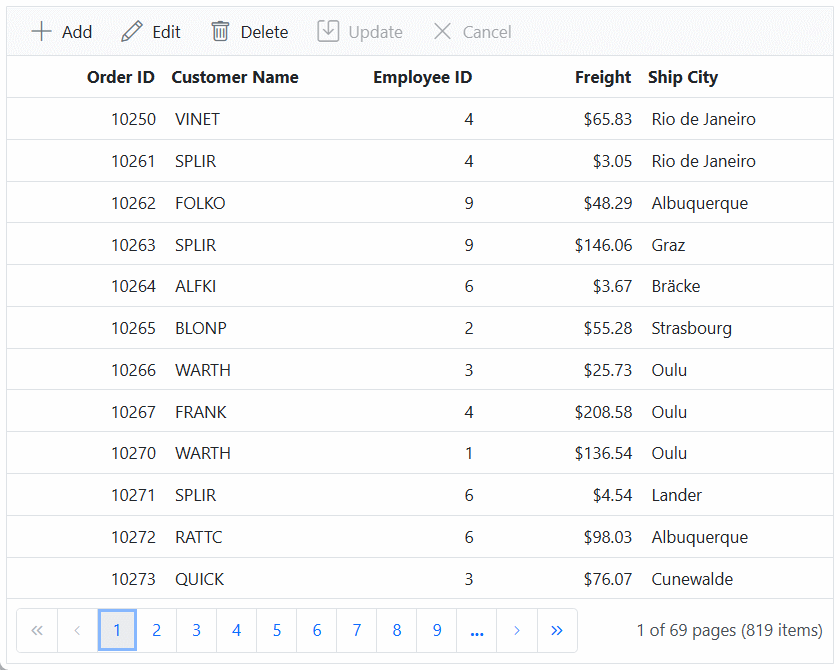 Add Edit Delete Update Cancel
Order ID Customer Name Employee ID Freight Ship City
10250 VINET 4 $65.83 Rio de Janeiro
10261 SPLIR 4 $3.05 Rio de Janeiro
10262 FOLKO 9 $48.29 Albuquerque
10263 SPLIR 9 $146.06 Graz
10264 ALFKI 6 $3.67 Bräcke
10265 BLONP 2 $55.28 Strasbourg
10266 WARTH 3 $25.73 Oulu
10267 FRANK 4 $208.58 Oulu
10270 WARTH 1 $136.54 Oulu
10271 SPLIR 6 $4.54 Lander
10272 RATTC 6 $98.03 Albuquerque
10273 QUICK 3 $76.07 Cunewalde
« ‹ 1 2 3 4 5 6 7 8 9 ... › » 1 of 69 pages (819 items)